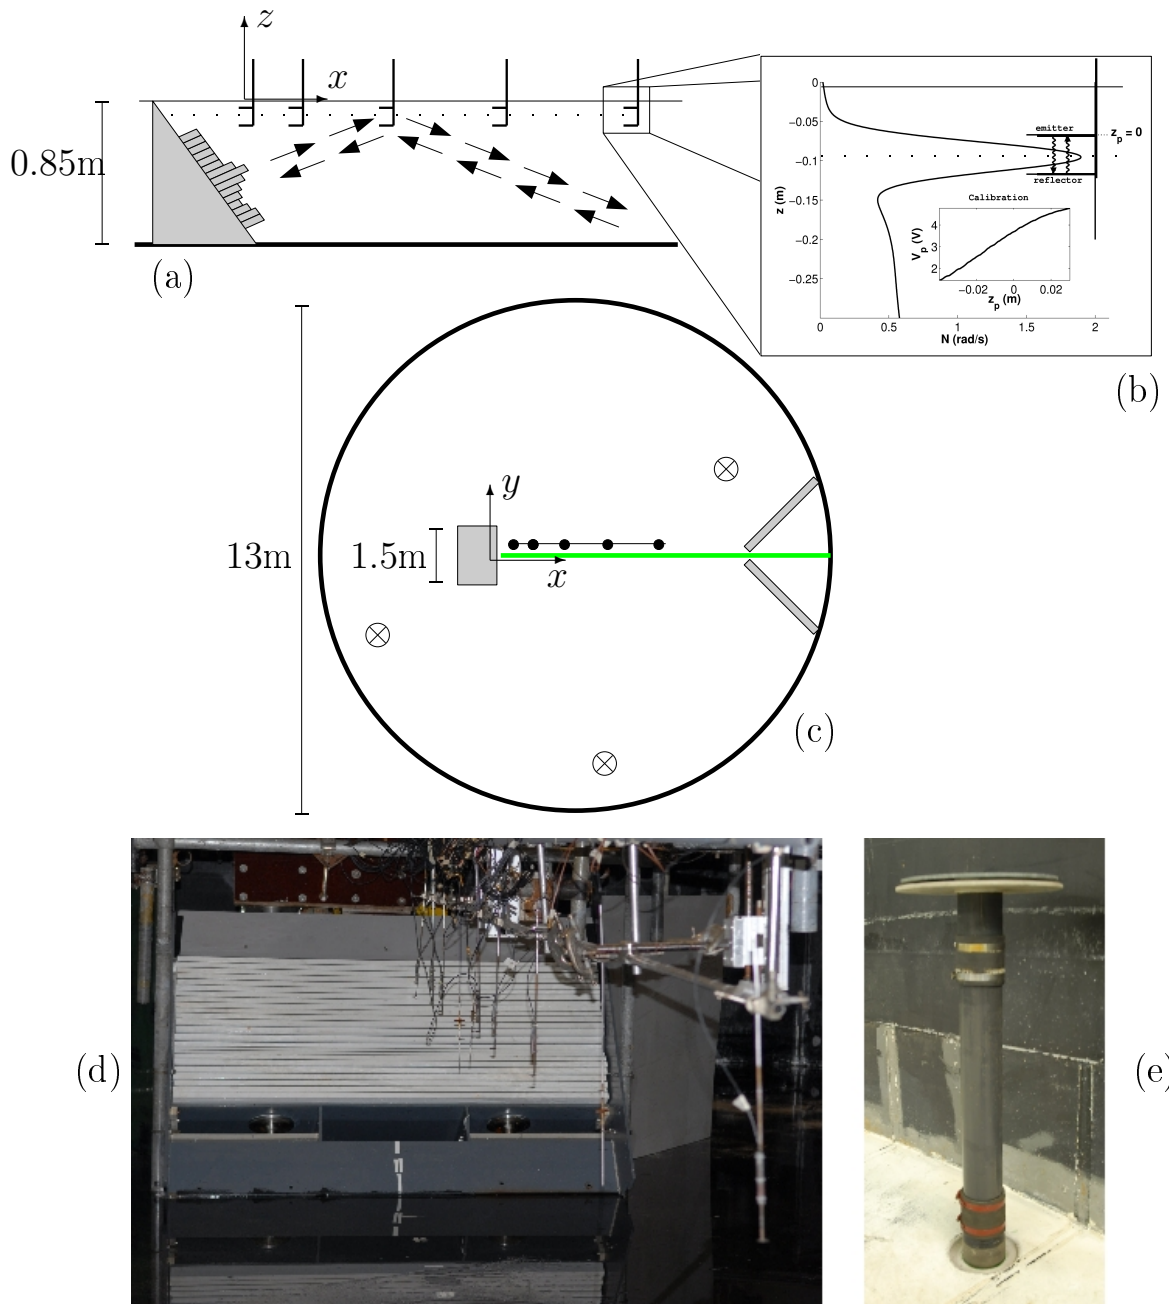 z
x
0.85m
(a)
0
−0.05
−0.1
−0.15
−0.2
−0.25
z (m)
emitter
z_p = 0
reflector
Calibration
4
3
2
V_p (V)
−0.02
0
0.02
z_p (m)
0
0.5
1
1.5
2
N (rad/s)
(b)
y
13m
1.5m
x
(c)
(d)
(e)